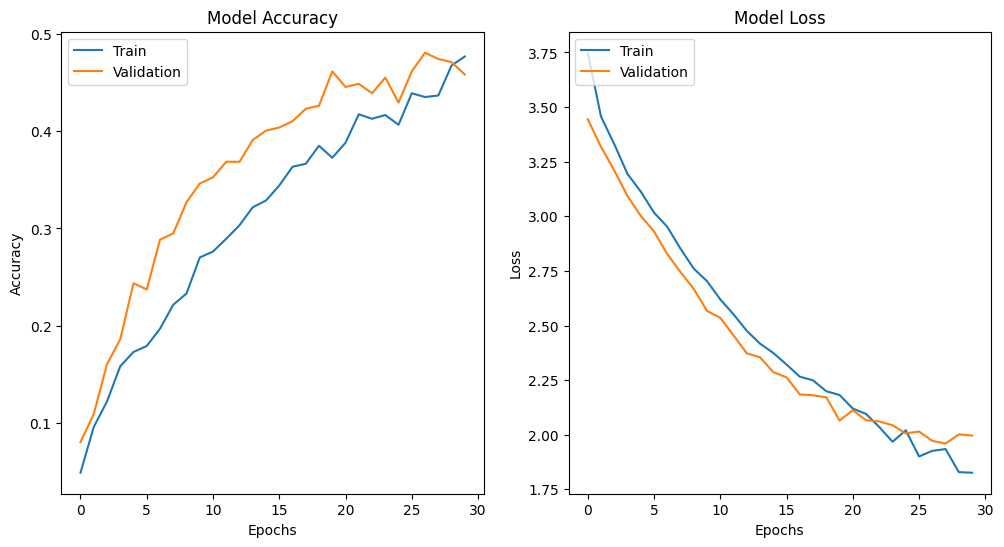 Model Accuracy
Train
Validation
0.5
0.4
0.3
0.2
0.1
Accuracy
0 5 10 15 20 25 30
Epochs
Model Loss
Train
Validation
3.75
3.50
3.25
3.00
2.75
2.50
2.25
2.00
1.75
Loss
0 5 10 15 20 25 30
Epochs